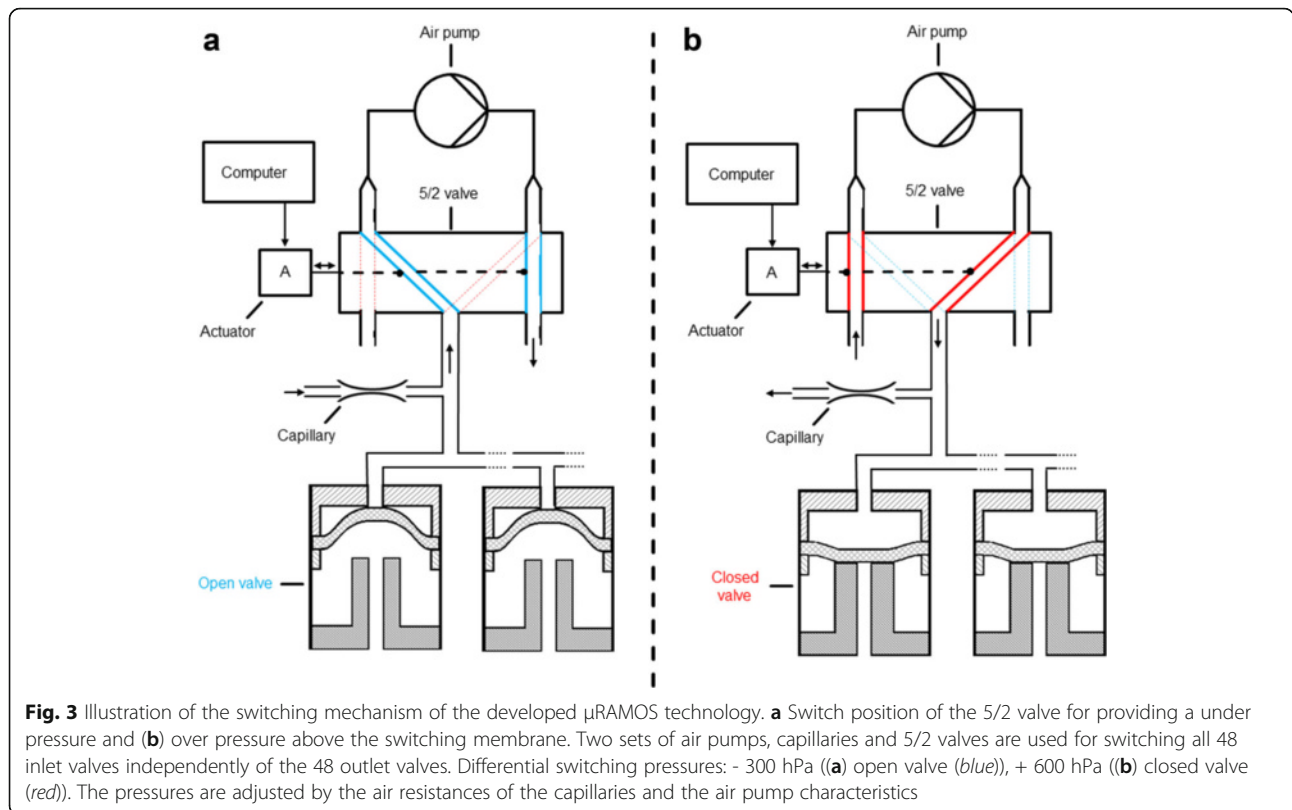 a
Air pump
Computer
5/2 valve
A
Actuator
Capillary
Open valve
b
Air pump
Computer
5/2 valve
A
Actuator
Capillary
Closed
valve
Fig. 3 Illustration of the switching mechanism of the developed μRAMOS technology. a Switch position of the 5/2 valve for providing a under
pressure and (b) over pressure above the switching membrane. Two sets of air pumps, capillaries and 5/2 valves are used for switching all 48
inlet valves independently of the 48 outlet valves. Differential switching pressures: - 300 hPa ((a) open valve (blue)), + 600 hPa ((b) closed valve
(red)). The pressures are adjusted by the air resistances of the capillaries and the air pump characteristics